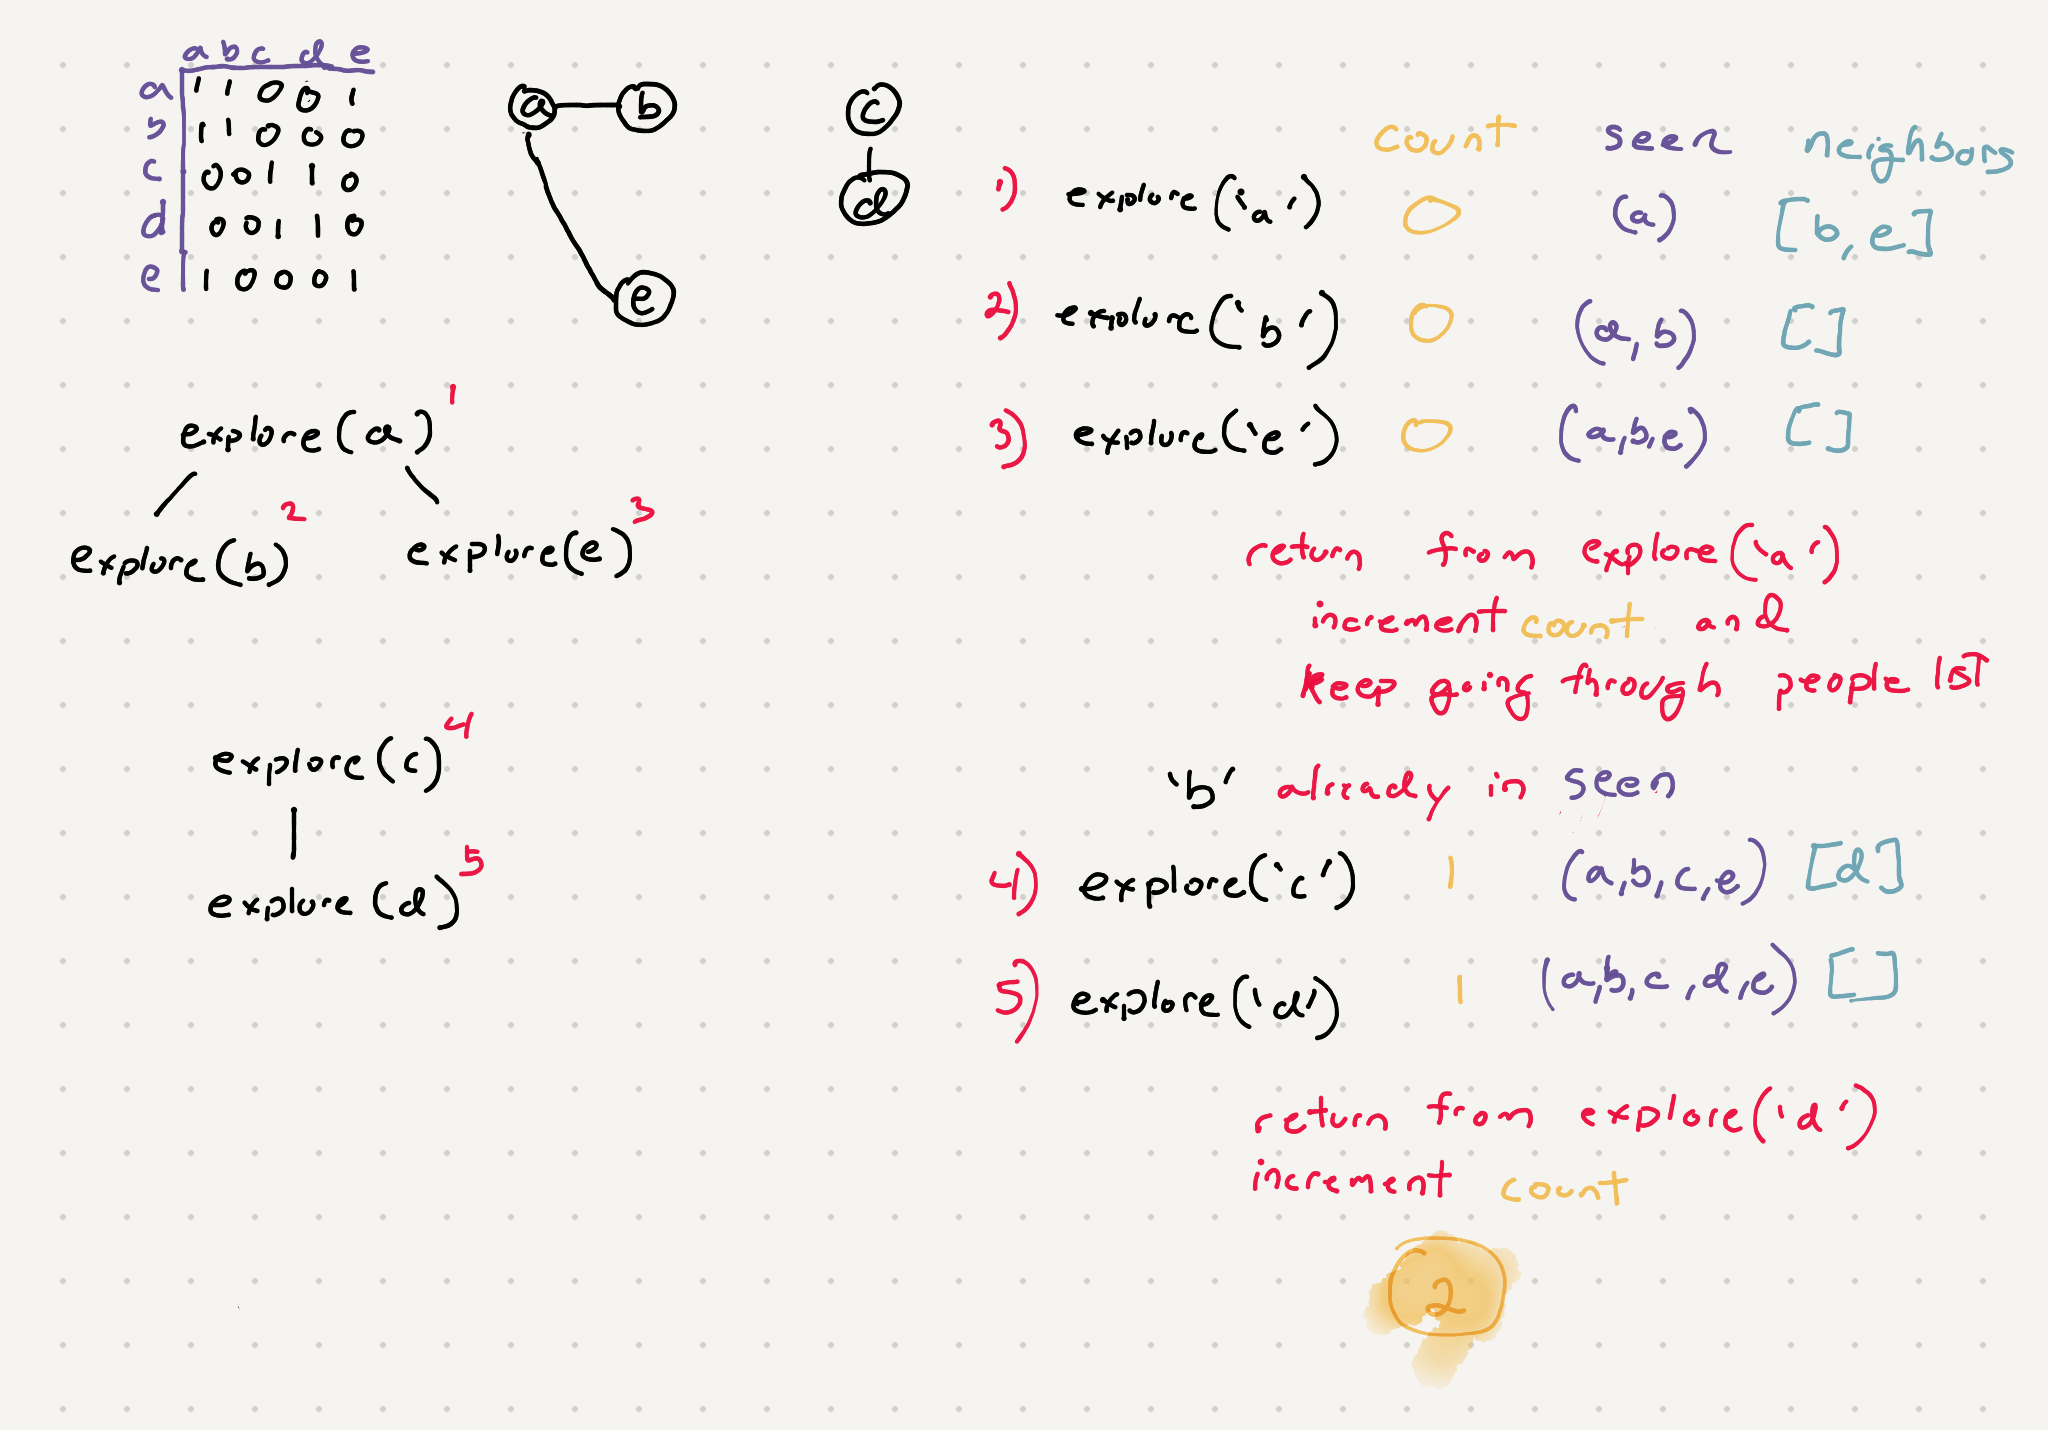 a b c d e
a 1 1 0 0 1
b 1 1 0 0 0
c 0 0 1 1 0
d 0 0 1 1 0
e 1 0 0 0 1
a b
e
c
d
explore(a) 1
explore(b) 2 explore(e) 3
explore(c) 4
explore(d) 5
count seen neighbors
1) explore('a') 0 (a) [b, e]
2) explore('b') 0 (a, b) []
3) explore('e') 0 (a,b,e) []
return from explore('a')
increment count and
keep going through people list
'b' already in seen
4) explore('c') 1 (a,b,c,e) [d]
5) explore('d') 1 (a,b,c,d,e) []
return from explore('d')
increment count
2